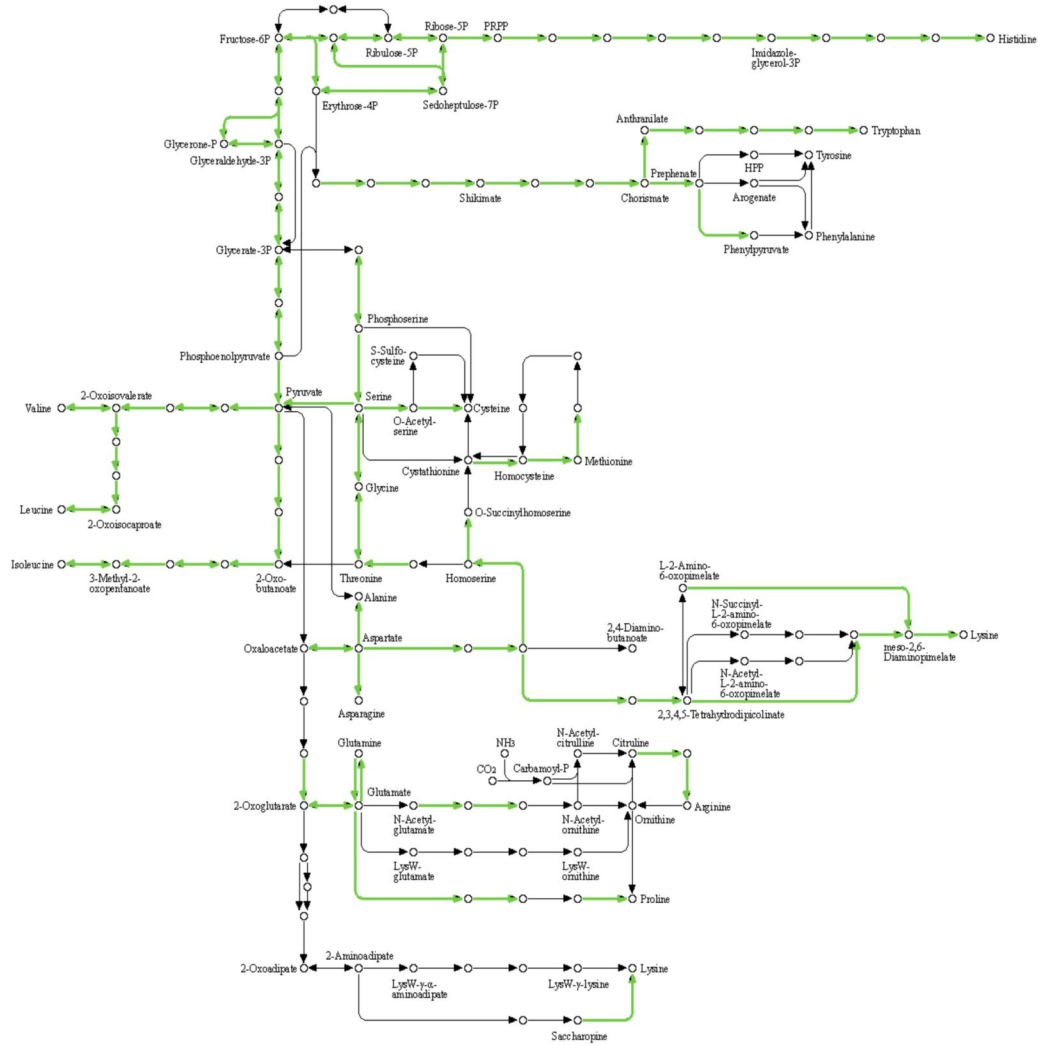 Fructose-6P
Ribulose-5P
Ribose-5P
PRPP
Imidazole-
glycerol-3P
Histidine
Erythrose-4P
Sedoheptulose-7P
Glycerone-P
Glyceraldehyde-3P
Anthranilate
Tryptophan
Shikimate
Chorismate
Prephenate
HPP
Tyrosine
Arogenate
Phenylpyruvate
Phenylalanine
Glycerate-3P
Phosphoserine
Phosphoenolpyruvate
S-Sulfo-
cysteine
Valine
2-Oxoisovalerate
Pyruvate
Serine
O-Acetyl-
serine
Cysteine
Cystathionine
Homocysteine
Methionine
Glycine
Leucine
2-Oxoisocaproate
O-Succinylhomoserine
Isoleucine
3-Methyl-2-
oxopentanoate
2-Oxo-
butanoate
Threonine
Homoserine
Alanine
L-2-Amino-
6-oxopimelate
N-Succinyl-
L-2-amino-
6-oxopimelate
Oxaloacetate
Aspartate
2,4-Diamino-
butanoate
meso-2,6-
Diaminopimelate
Lysine
N-Acetyl-
L-2-amino-
6-oxopimelate
Asparagine
2,3,4,5-Tetrahydrodipicolinate
Glutamine
NH3
N-Acetyl-
citrulline
Citruline
CO2
Carbamoyl-P
2-Oxoglutarate
Glutamate
N-Acetyl-
glutamate
N-Acetyl-
ornithine
Ornithine
Arginine
LysW-
glutamate
LysW-
ornithine
Proline
2-Oxoadipate
2-Aminoadipate
LysW-γ-α-
aminoadipate
LysW-γ-lysine
Lysine
Saccharopine